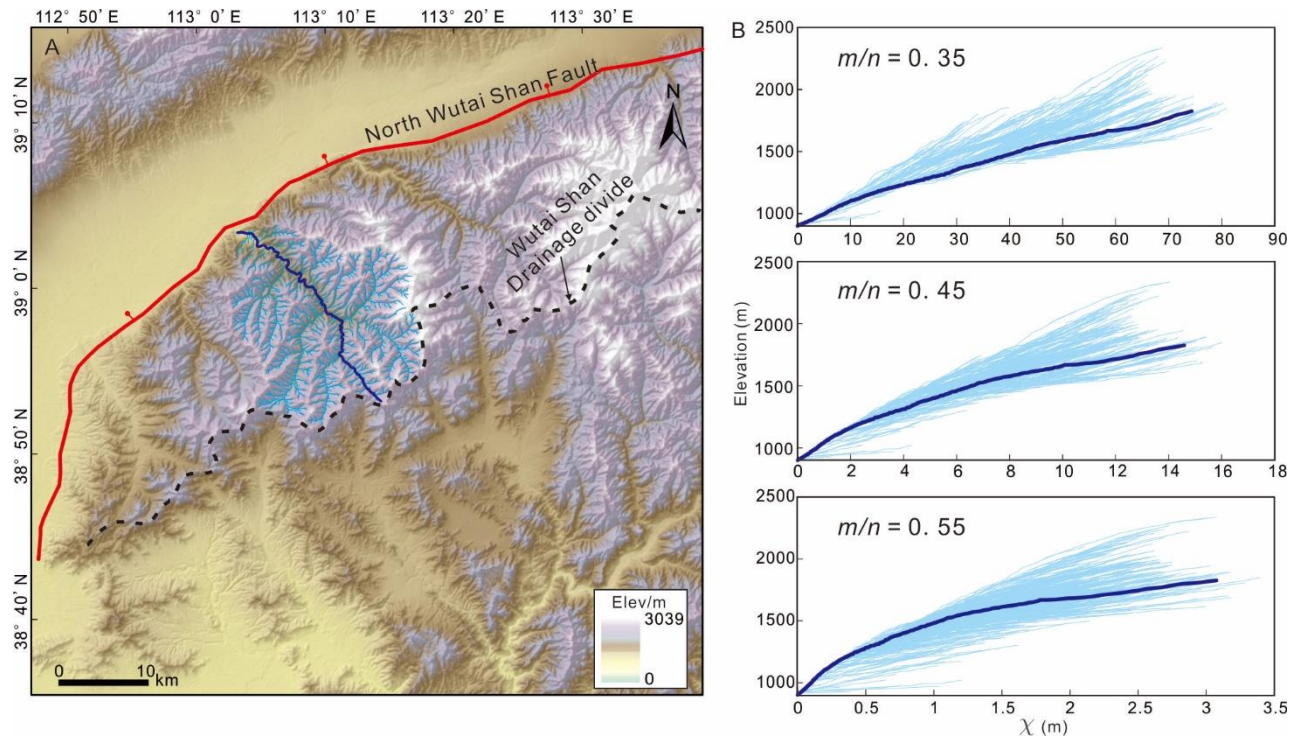 112° 50' E 113° 0' E 113° 10' E 113° 20' E 113° 30' E
A
39° 10' N
39° 0' N
38° 50' N
38° 40' N
North Wutai Shan Fault
N
Wutai Shan
Drainage divide
0 10
km
Elev/m
3039
0
B
2500
2000
1500
1000
m/n = 0.35
0 10 20 30 40 50 60 70 80 90
Elevation (m)
2500
2000
1500
1000
m/n = 0.45
0 2 4 6 8 10 12 14 16 18
2500
2000
1500
1000
m/n = 0.55
0 0.5 1 1.5 2 2.5 3 3.5
χ (m)